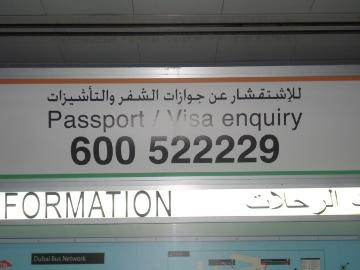 للإستفسار عن جوازات السفر والتأشيرات
Passport / Visa enquiry
600 522229
FORMATION
الرحلات
Dubai Bus Network